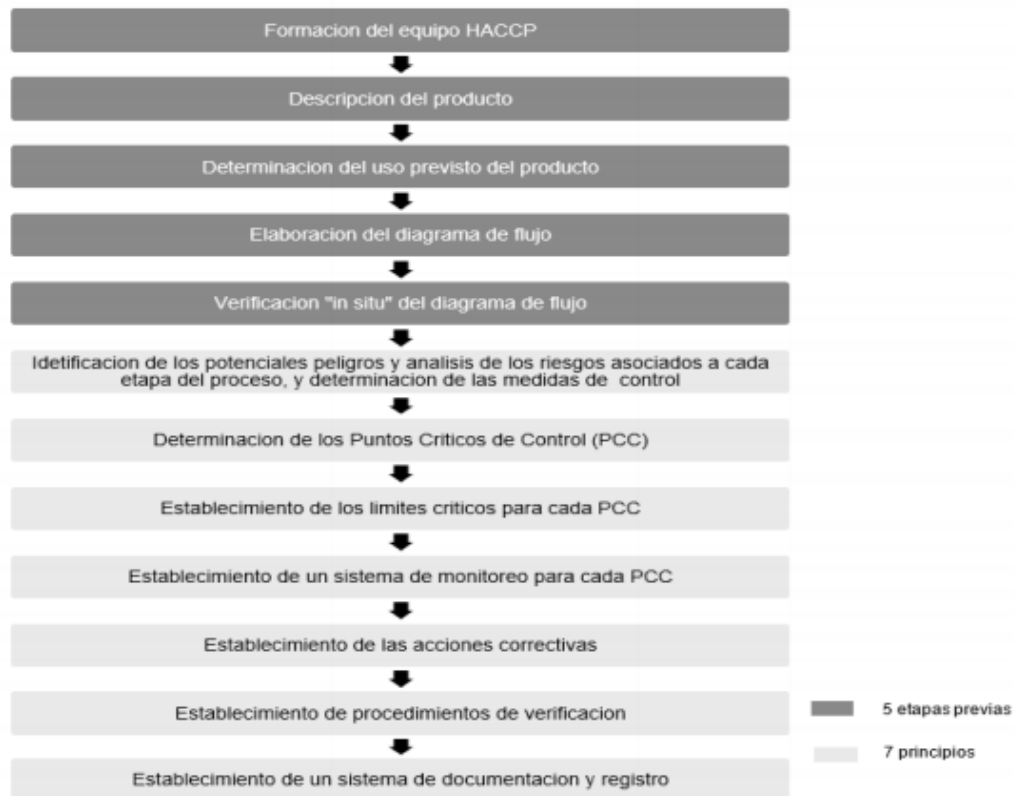 Formacion del equipo HACCP
Descripcion del producto
Determinacion del uso previsto del producto
Elaboracion del diagrama de flujo
Verificacion "in situ" del diagrama de flujo
Idetificacion de los potenciales peligros y analisis de los riesgos asociados a cada
etapa del proceso, y determinacion de las medidas de control
Determinacion de los Puntos Criticos de Control (PCC)
Establecimiento de los limites criticos para cada PCC
Establecimiento de un sistema de monitoreo para cada PCC
Establecimiento de las acciones correctivas
Establecimiento de procedimientos de verificacion
Establecimiento de un sistema de documentacion y registro
5 etapas previas
7 principios